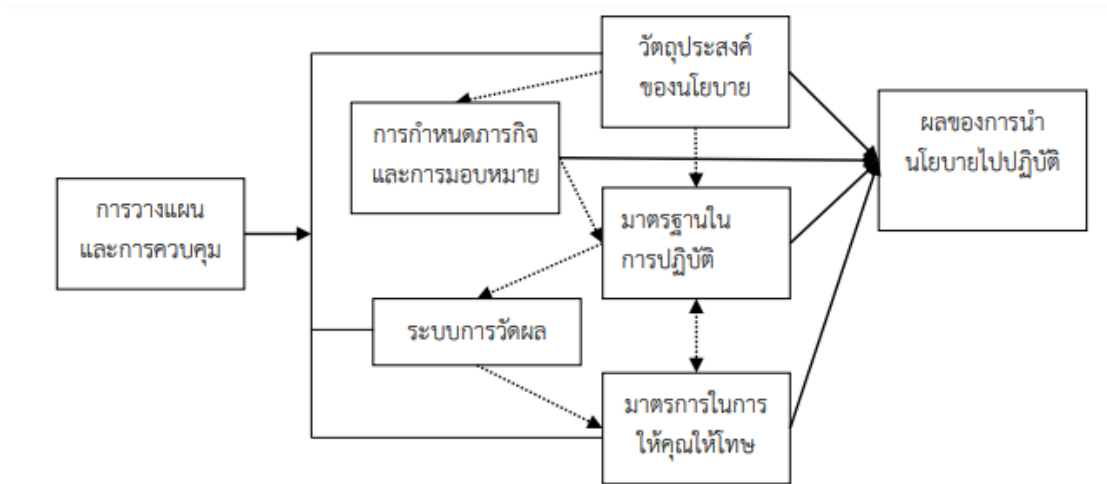 วัตถุประสงค์
ของนโยบาย
การกำหนดภารกิจ
และการมอบหมาย
ผลของการนำ
นโยบายไปปฏิบัติ
การวางแผน
และการควบคุม
มาตรฐานใน
การปฏิบัติ
ระบบการวัดผล
มาตรการในการ
ให้คุณให้โทษ